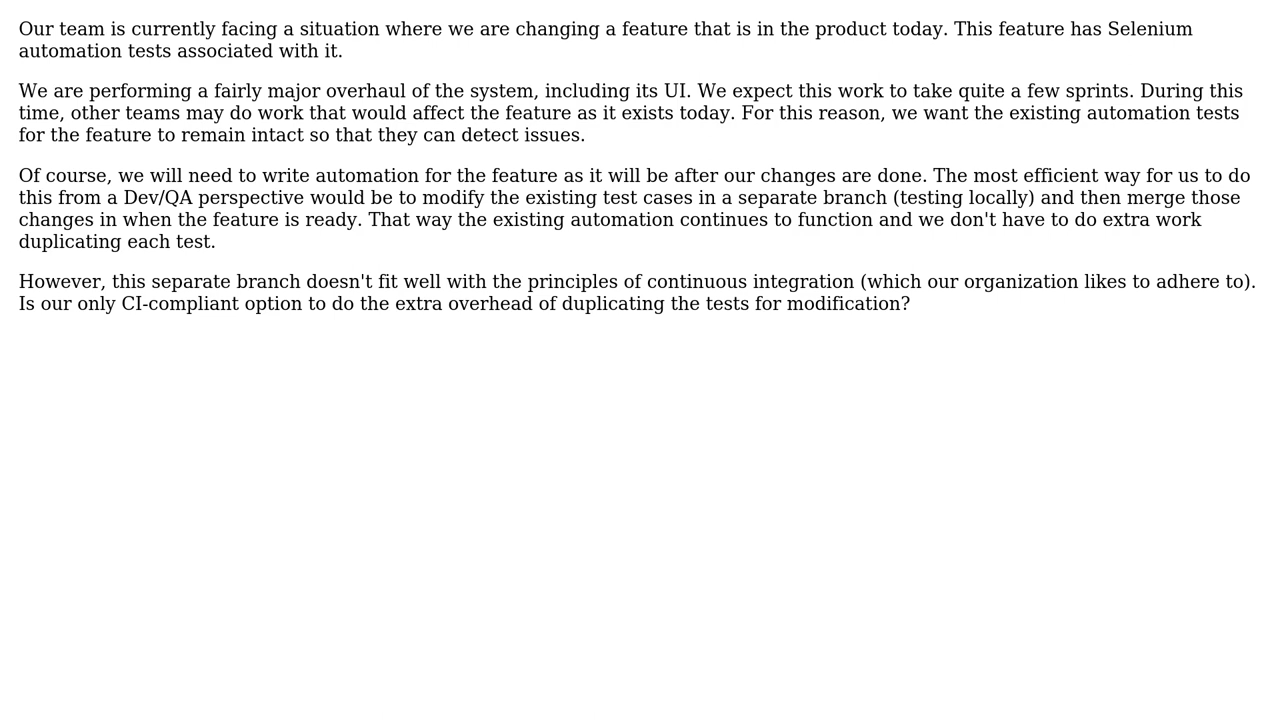 Our team is currently facing a situation where we are changing a feature that is in the product today. This feature has Selenium
automation tests associated with it.
We are performing a fairly major overhaul of the system, including its UI. We expect this work to take quite a few sprints. During this
time, other teams may do work that would affect the feature as it exists today. For this reason, we want the existing automation tests
for the feature to remain intact so that they can detect issues.
Of course, we will need to write automation for the feature as it will be after our changes are done. The most efficient way for us to do
this from a Dev/QA perspective would be to modify the existing test cases in a separate branch (testing locally) and then merge those
changes in when the feature is ready. That way the existing automation continues to function and we don't have to do extra work
duplicating each test.
However, this separate branch doesn't fit well with the principles of continuous integration (which our organization likes to adhere to).
Is our only CI-compliant option to do the extra overhead of duplicating the tests for modification?